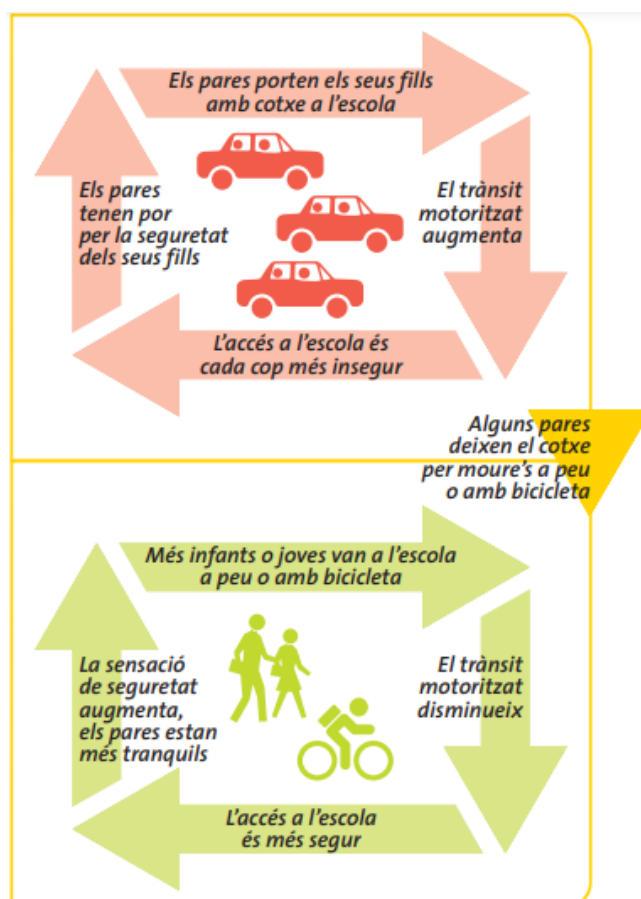 Els pares porten els seus fills
amb cotxe a l’escola
Els pares
tenen por
per la seguretat
dels seus fills
El trànsit
motoritzat
augmenta
L’accés a l’escola és
cada cop més insegur
Alguns pares
deixen el cotxe
per moure’s a peu
o amb bicicleta
Més infants o joves van a l’escola
a peu o amb bicicleta
La sensació
de seguretat
augmenta,
els pares estan
més tranquils
El trànsit
motoritzat
disminueix
L’accés a l’escola
és més segur